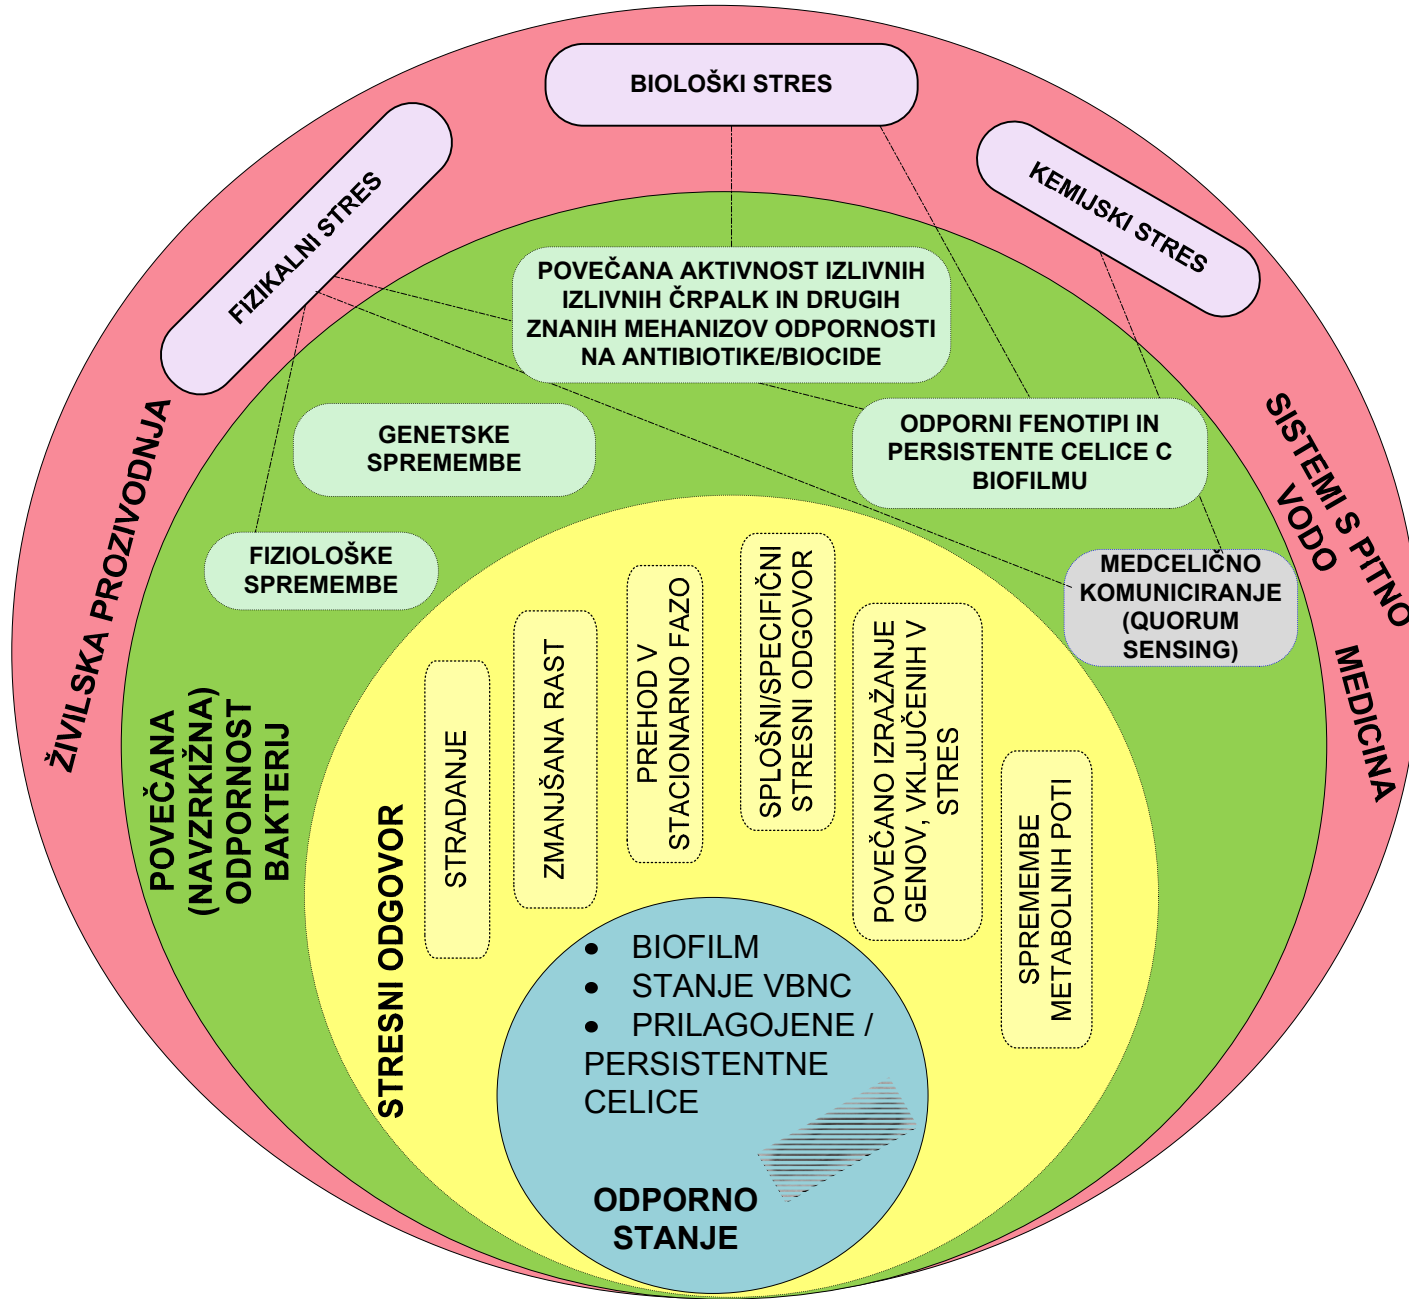 BIOLOŠKI STRES
FIZIKALNI STRES
KEMIJSKI STRES
POVEČANA AKTIVNOST IZLIVNIH
IZLIVNIH ČRPALK IN DRUGIH
ZNANIH MEHANIZOV ODPORNOSTI
NA ANTIBIOTIKE/BIOCIDE
GENETSKE
SPREMEMBE
ODPORNI FENOTIPI IN
PERSISTENTE CELICE C
BIOFILMU
FIZIOLOŠKE
SPREMEMBE
MEDCELIČNO
KOMUNICIRANJE
(QUORUM
SENSING)
ŽIVILSKA PROZIVODNJA
SISTEMI S PITNO
VODO
MEDICINA
POVEČANA
(NAVZRKIŽNA)
ODPORNOST
BAKTERIJ
STRESNI ODGOVOR
STRADANJE
ZMANJŠANA RAST
PREHOD V
STACIONARNO FAZO
SPLOŠNI/SPECIFIČNI
STRESNI ODGOVOR
POVEČANO IZRAŽANJE
GENOV, VKLJUČENIH V
STRES
SPREMEMBE
METABOLNIH POTI
• BIOFILM
• STANJE VBNC
• PRILAGOJENE /
PERSISTENTNE
CELICE
ODPORNO
STANJE